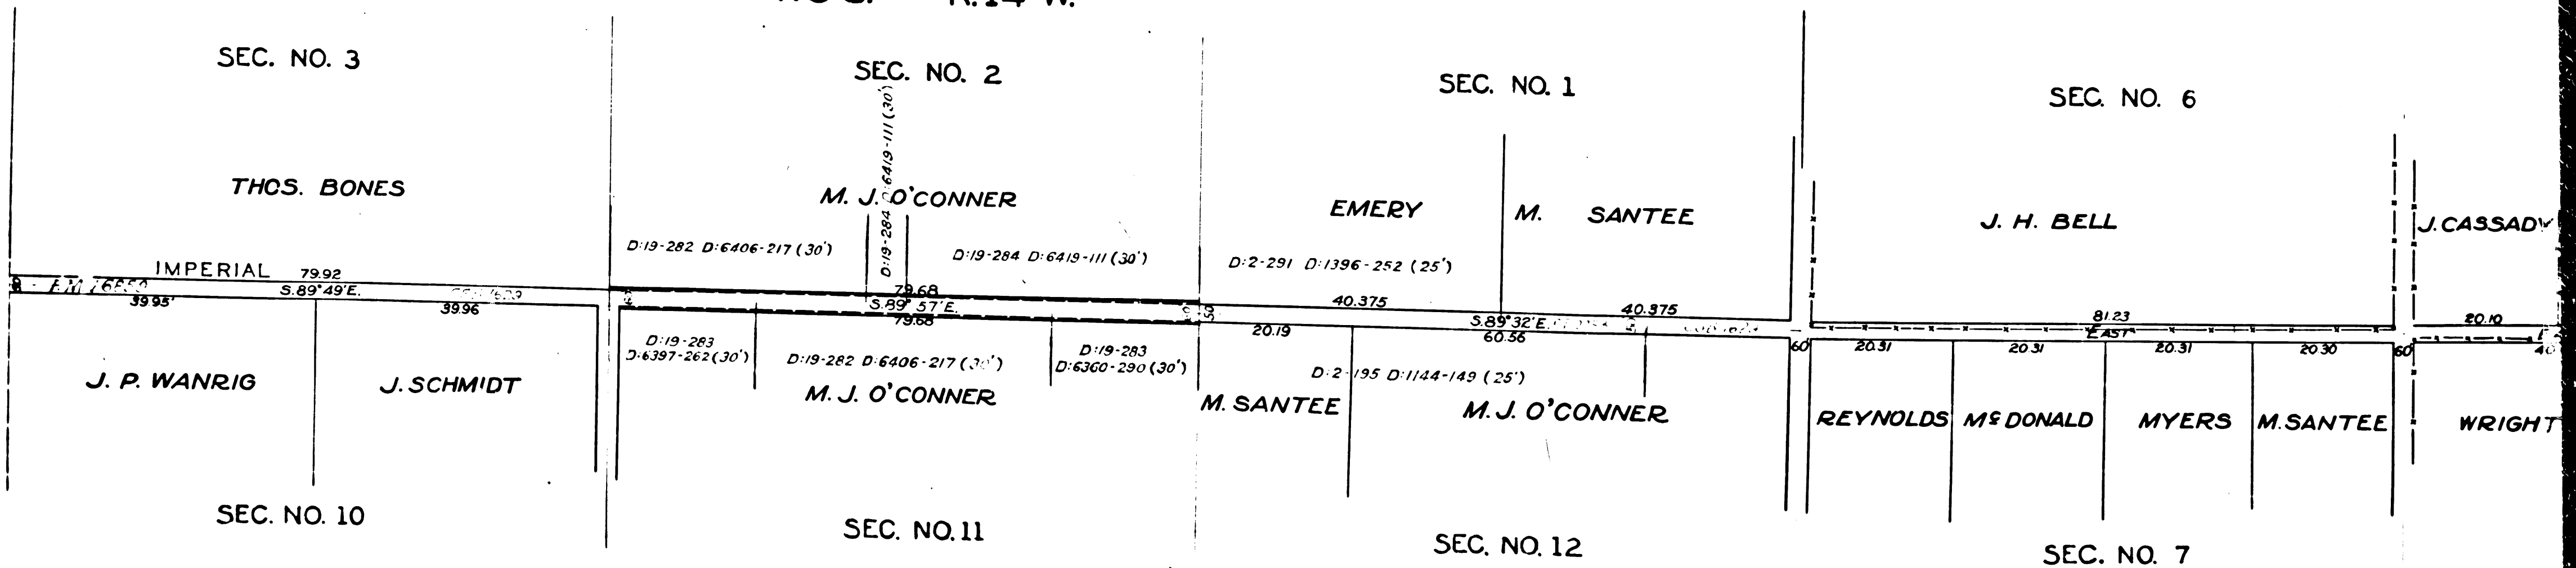 R. 14 W.
SEC. NO. 3
SEC. NO. 2
SEC. NO. 1
SEC. NO. 6
THOS. BONES
M. J. O'CONNER
EMERY
M. SANTEE
J. H. BELL
J. CASSADY
D:19-284 D:6419-111 (30')
D:19-282 D:6406-217 (30')
D:19-284 D:6419-111 (30')
D:2-291 D:1396-252 (25')
IMPERIAL
79.92
S.89°49'E.
39.95'
39.96
79.68
S.89° 57'E.
79.68
40.375
40.375
S.89°32'E.
20.19
60.56
50
81.23
EAST
60'
20.31
20.31
20.31
20.30
60'
20.10
40
D:19-283
D:6397-262 (30')
D:19-282 D:6406-217 (30')
D:19-283
D:6360-290 (30')
D:2-195 D:1144-149 (25')
J. P. WANRIG
J. SCHMIDT
M. J. O'CONNER
M. SANTEE
M. J. O'CONNER
REYNOLDS
Mc DONALD
MYERS
M. SANTEE
WRIGHT
SEC. NO. 10
SEC. NO. 11
SEC. NO. 12
SEC. NO. 7